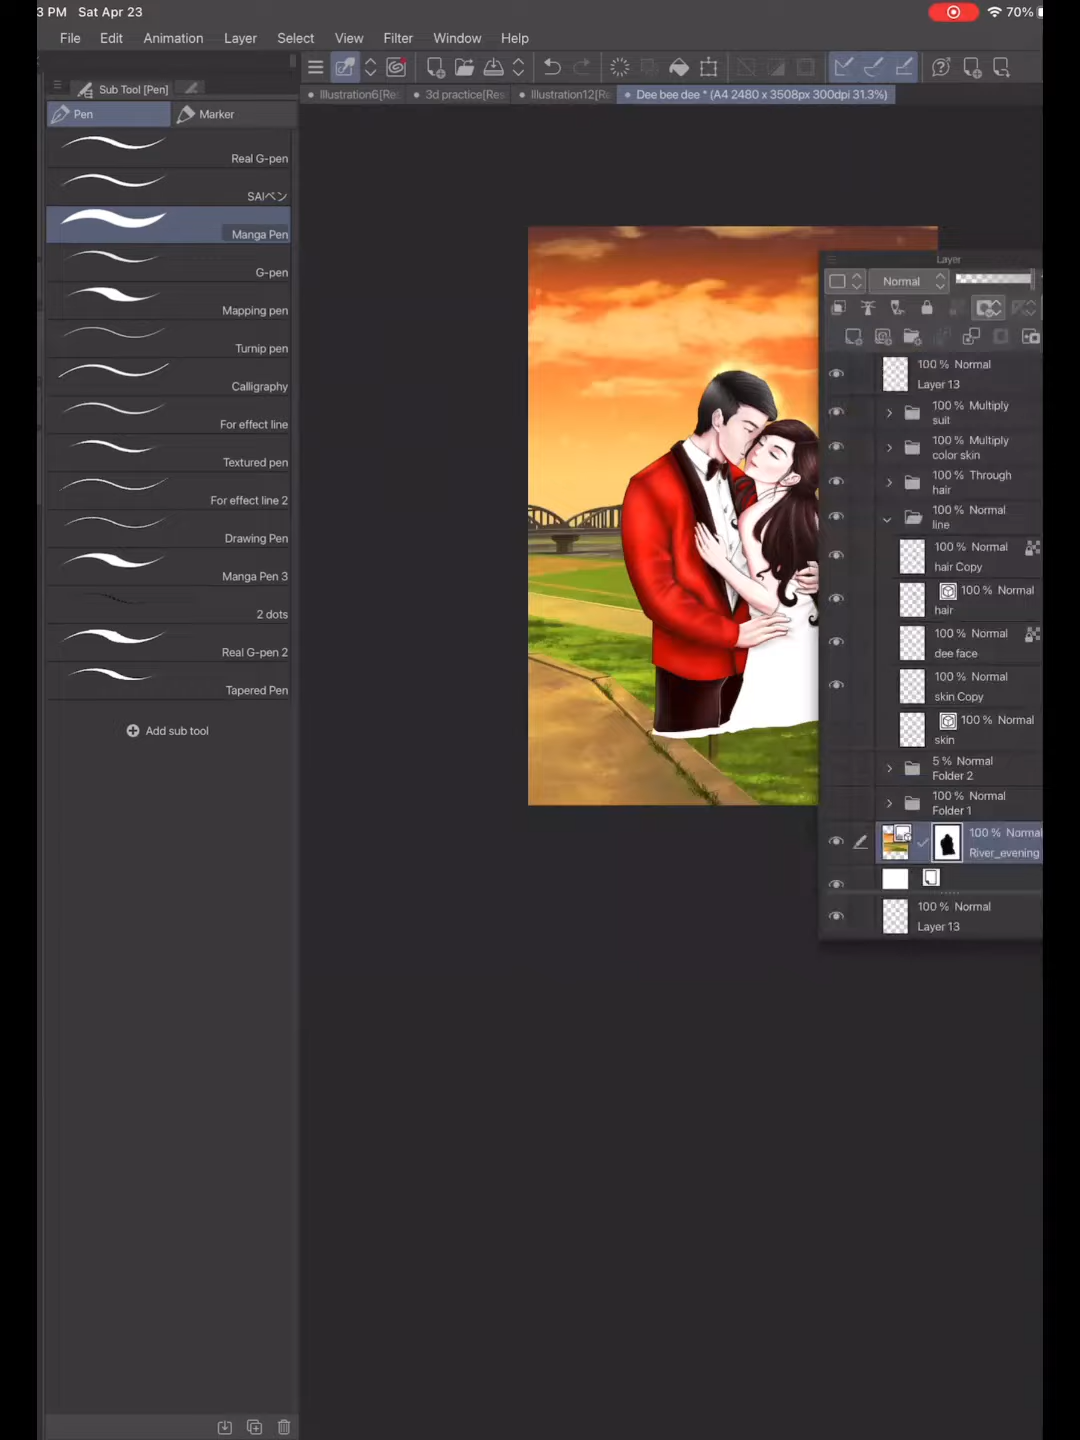 3 PM Sat Apr 23
70%
File Edit Animation Layer Select View Filter Window Help
Sub Tool [Pen]
Illustration6[Re 3d practice[Res Illustration12[Re Dee bee dee * (A4 2480 x 3508px 300dpi 31.3%)
Pen Marker
Real G-pen
SAIペン
Manga Pen
G-pen
Mapping pen
Turnip pen
Calligraphy
For effect line
Textured pen
For effect line 2
Drawing Pen
Manga Pen 3
2 dots
Real G-pen 2
Tapered Pen
Add sub tool
Layer
Normal
100 % Normal
Layer 13
100 % Multiply
suit
100 % Multiply
color skin
100 % Through
hair
100 % Normal
line
100 % Normal
hair Copy
100 % Normal
hair
100 % Normal
dee face
100 % Normal
skin Copy
100 % Normal
skin
5 % Normal
Folder 2
100 % Normal
Folder 1
100 % Normal
River_evening
100 % Normal
Layer 13